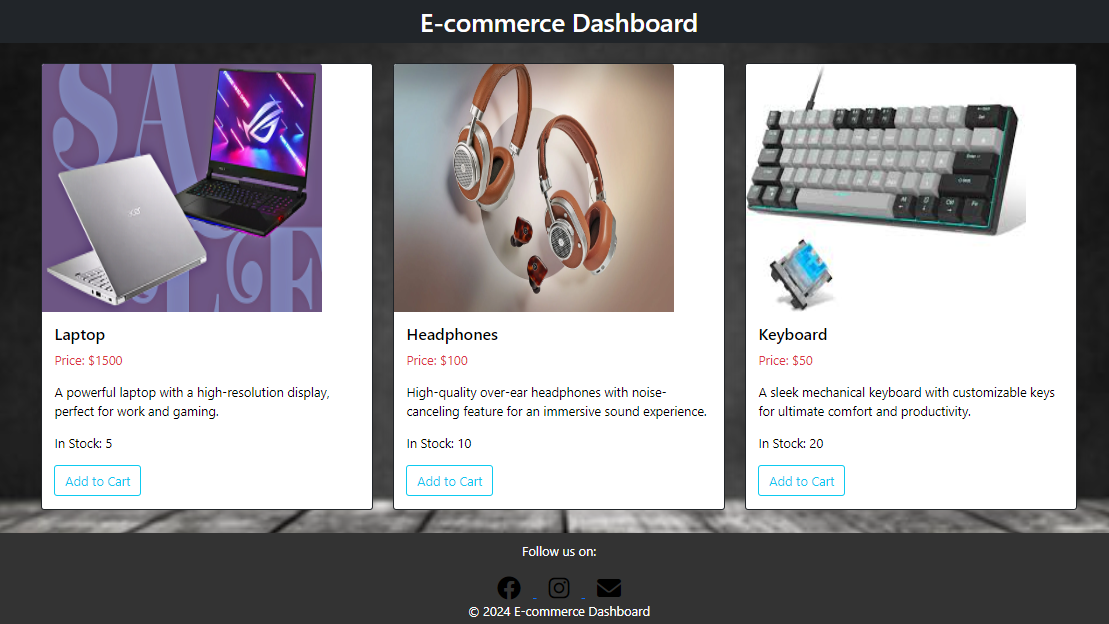 E-commerce Dashboard
SALE
acer
Laptop
Price: $1500
A powerful laptop with a high-resolution display,
perfect for work and gaming.
In Stock: 5
Add to Cart
Headphones
Price: $100
High-quality over-ear headphones with noise-
canceling feature for an immersive sound experience.
In Stock: 10
Add to Cart
Keyboard
Price: $50
A sleek mechanical keyboard with customizable keys
for ultimate comfort and productivity.
In Stock: 20
Add to Cart
Follow us on:
© 2024 E-commerce Dashboard